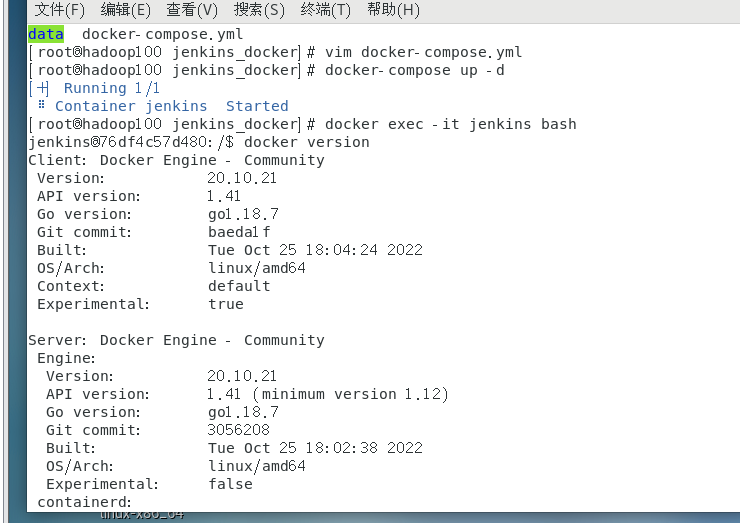 文件(F) 编辑(E) 查看(V) 搜索(S) 终端(T) 帮助(H)
data docker-compose.yml
[root@hadoop100 jenkins_docker]# vim docker-compose.yml
[root@hadoop100 jenkins_docker]# docker-compose up -d
[+] Running 1/1
⠿ Container jenkins Started
[root@hadoop100 jenkins_docker]# docker exec -it jenkins bash
jenkins@76df4c57d480:/$ docker version
Client: Docker Engine - Community
Version: 20.10.21
API version: 1.41
Go version: go1.18.7
Git commit: baeda1f
Built: Tue Oct 25 18:04:24 2022
OS/Arch: linux/amd64
Context: default
Experimental: true
Server: Docker Engine - Community
Engine:
Version: 20.10.21
API version: 1.41 (minimum version 1.12)
Go version: go1.18.7
Git commit: 3056208
Built: Tue Oct 25 18:02:38 2022
OS/Arch: linux/amd64
Experimental: false
containerd:
linux-x86_64